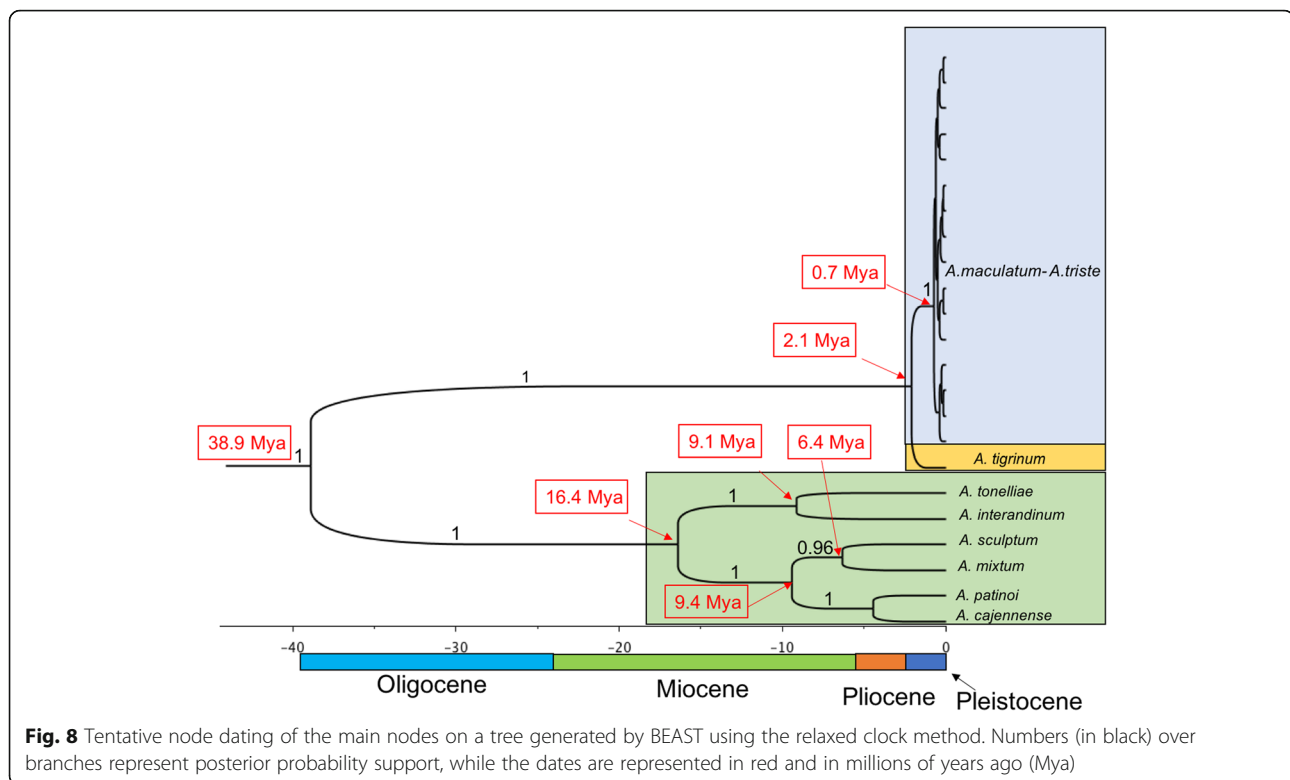 0.7 Mya
A.maculatum- A.triste
1
2.1 Mya
1
38.9 Mya
1
9.1 Mya
6.4 Mya
A. tigrinum
16.4 Mya
1
A. tonelliae
A. interandinum
1
0.96
A. sculptum
1
A. mixtum
9.4 Mya
1
A. patinoi
A. cajennense
−40
−30
−20
−10
0
Oligocene
Miocene
Pliocene
Pleistocene
Fig. 8 Tentative node dating of the main nodes on a tree generated by BEAST using the relaxed clock method. Numbers (in black) over
branches represent posterior probability support, while the dates are represented in red and in millions of years ago (Mya)